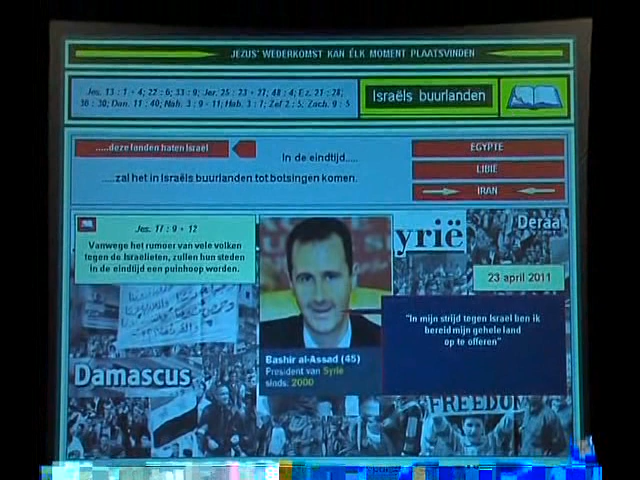 JEZUS' WEDERKOMST KAN ÉLK MOMENT PLAATSVINDEN
Jes. 13 : 1 + 4; 22 : 6; 33 : 9; Jer. 25 : 23 + 37; 48 : 4; Ez. 21 : 28;
30 : 30; Dan. 11 : 40; Nah. 3 : 9 - 11; Hab. 3 : 7; Zef 2 : 5; Zach. 9 : 5
Israëls buurlanden
.....deze landen haten Israel
In de eindtijd.....
.....zal het in Israëls buurlanden tot botsingen komen.
EGYPTE
LIBIË
IRAN
Jes. 17 : 9 + 12
Vanwege het rumoer van vele volken
tegen de Israëlieten, zullen hun steden
in de eindtijd een puinhoop worden.
yrië
Deraa
23 april 2011
"In mijn strijd tegen Israel ben ik
bereid mijn gehele land
op te offeren"
Bashir al-Assad (45)
President van Syrie
sinds: 2000
Damascus
FREEDOM